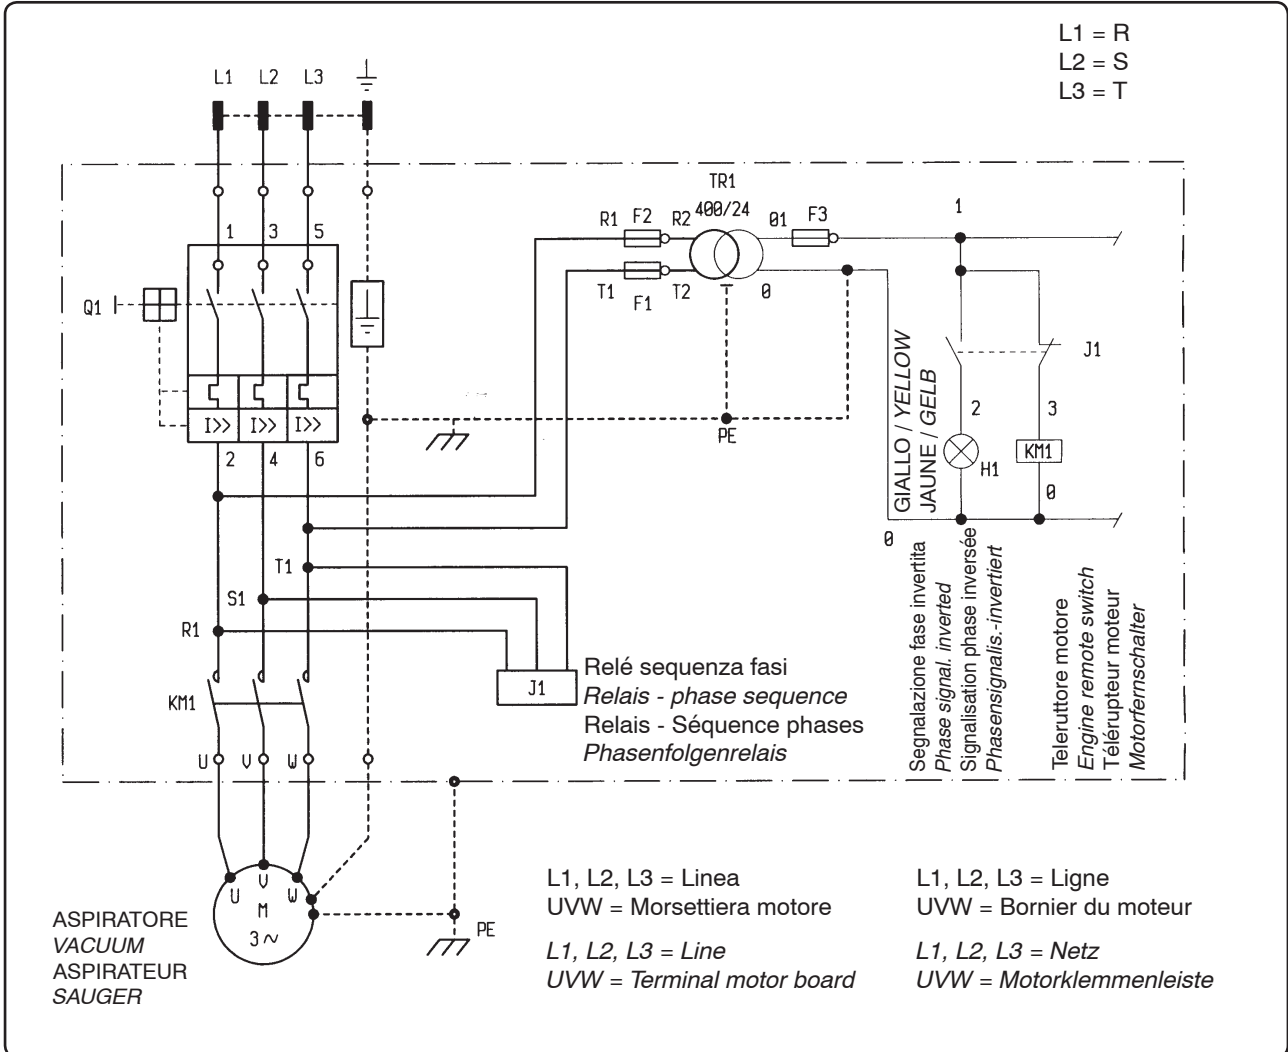 L1 = R
L2 = S
L3 = T
L1 L2 L3
TR1
400/24
R1 F2 R2 01 F3 1
T1 F1 T2 0
1 3 5
Q1
I>> I>> I>>
2 4 6
PE
GIALLO / YELLOW
JAUNE / GELB
J1
2 3
H1
KM1
0
0
T1
S1
R1
KM1
J1
Relé sequenza fasi
Relais - phase sequence
Relais - Séquence phases
Phasenfolgenrelais
Segnalazione fase invertita
Phase signal. inverted
Signalisation phase inversée
Phasensignalis.-invertiert
Teleruttore motore
Engine remote switch
Télérupteur moteur
Motorfernschalter
U V W
U V W
M
3~
PE
ASPIRATORE
VACUUM
ASPIRATEUR
SAUGER
L1, L2, L3 = Linea
UVW = Morsettiera motore
L1, L2, L3 = Line
UVW = Terminal motor board
L1, L2, L3 = Ligne
UVW = Bornier du moteur
L1, L2, L3 = Netz
UVW = Motorklemmenleiste